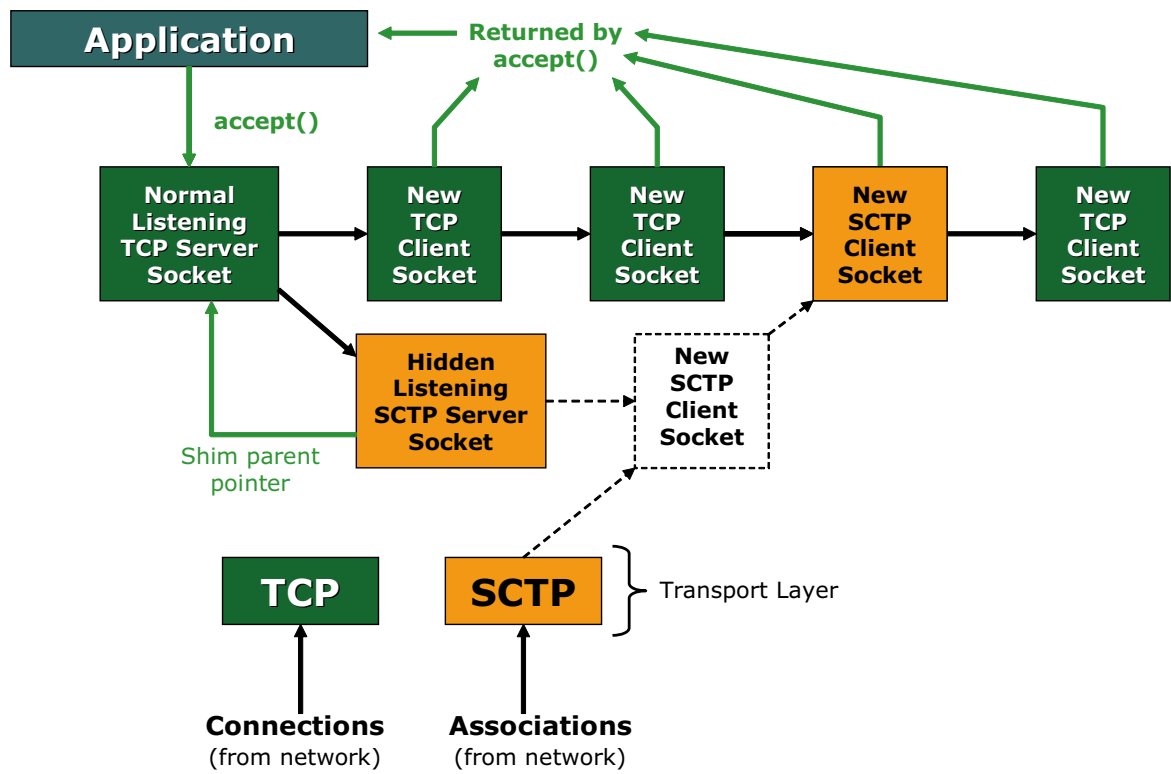 Application
Returned by
accept()
accept()
Normal
Listening
TCP Server
Socket
New
TCP
Client
Socket
New
TCP
Client
Socket
New
SCTP
Client
Socket
New
TCP
Client
Socket
Hidden
Listening
SCTP Server
Socket
New
SCTP
Client
Socket
Shim parent
pointer
TCP
SCTP
Transport Layer
Connections
(from network)
Associations
(from network)